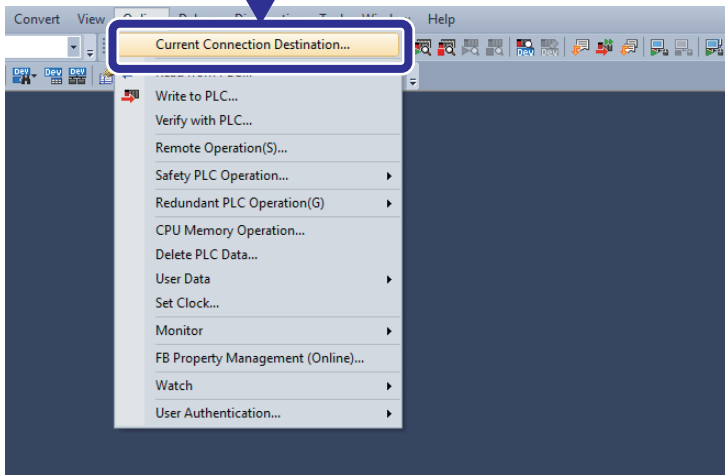 Convert View Help
Current Connection Destination...
Write to PLC...
Verify with PLC...
Remote Operation(S)...
Safety PLC Operation...
Redundant PLC Operation(G)
CPU Memory Operation...
Delete PLC Data...
User Data
Set Clock...
Monitor
FB Property Management (Online)...
Watch
User Authentication...